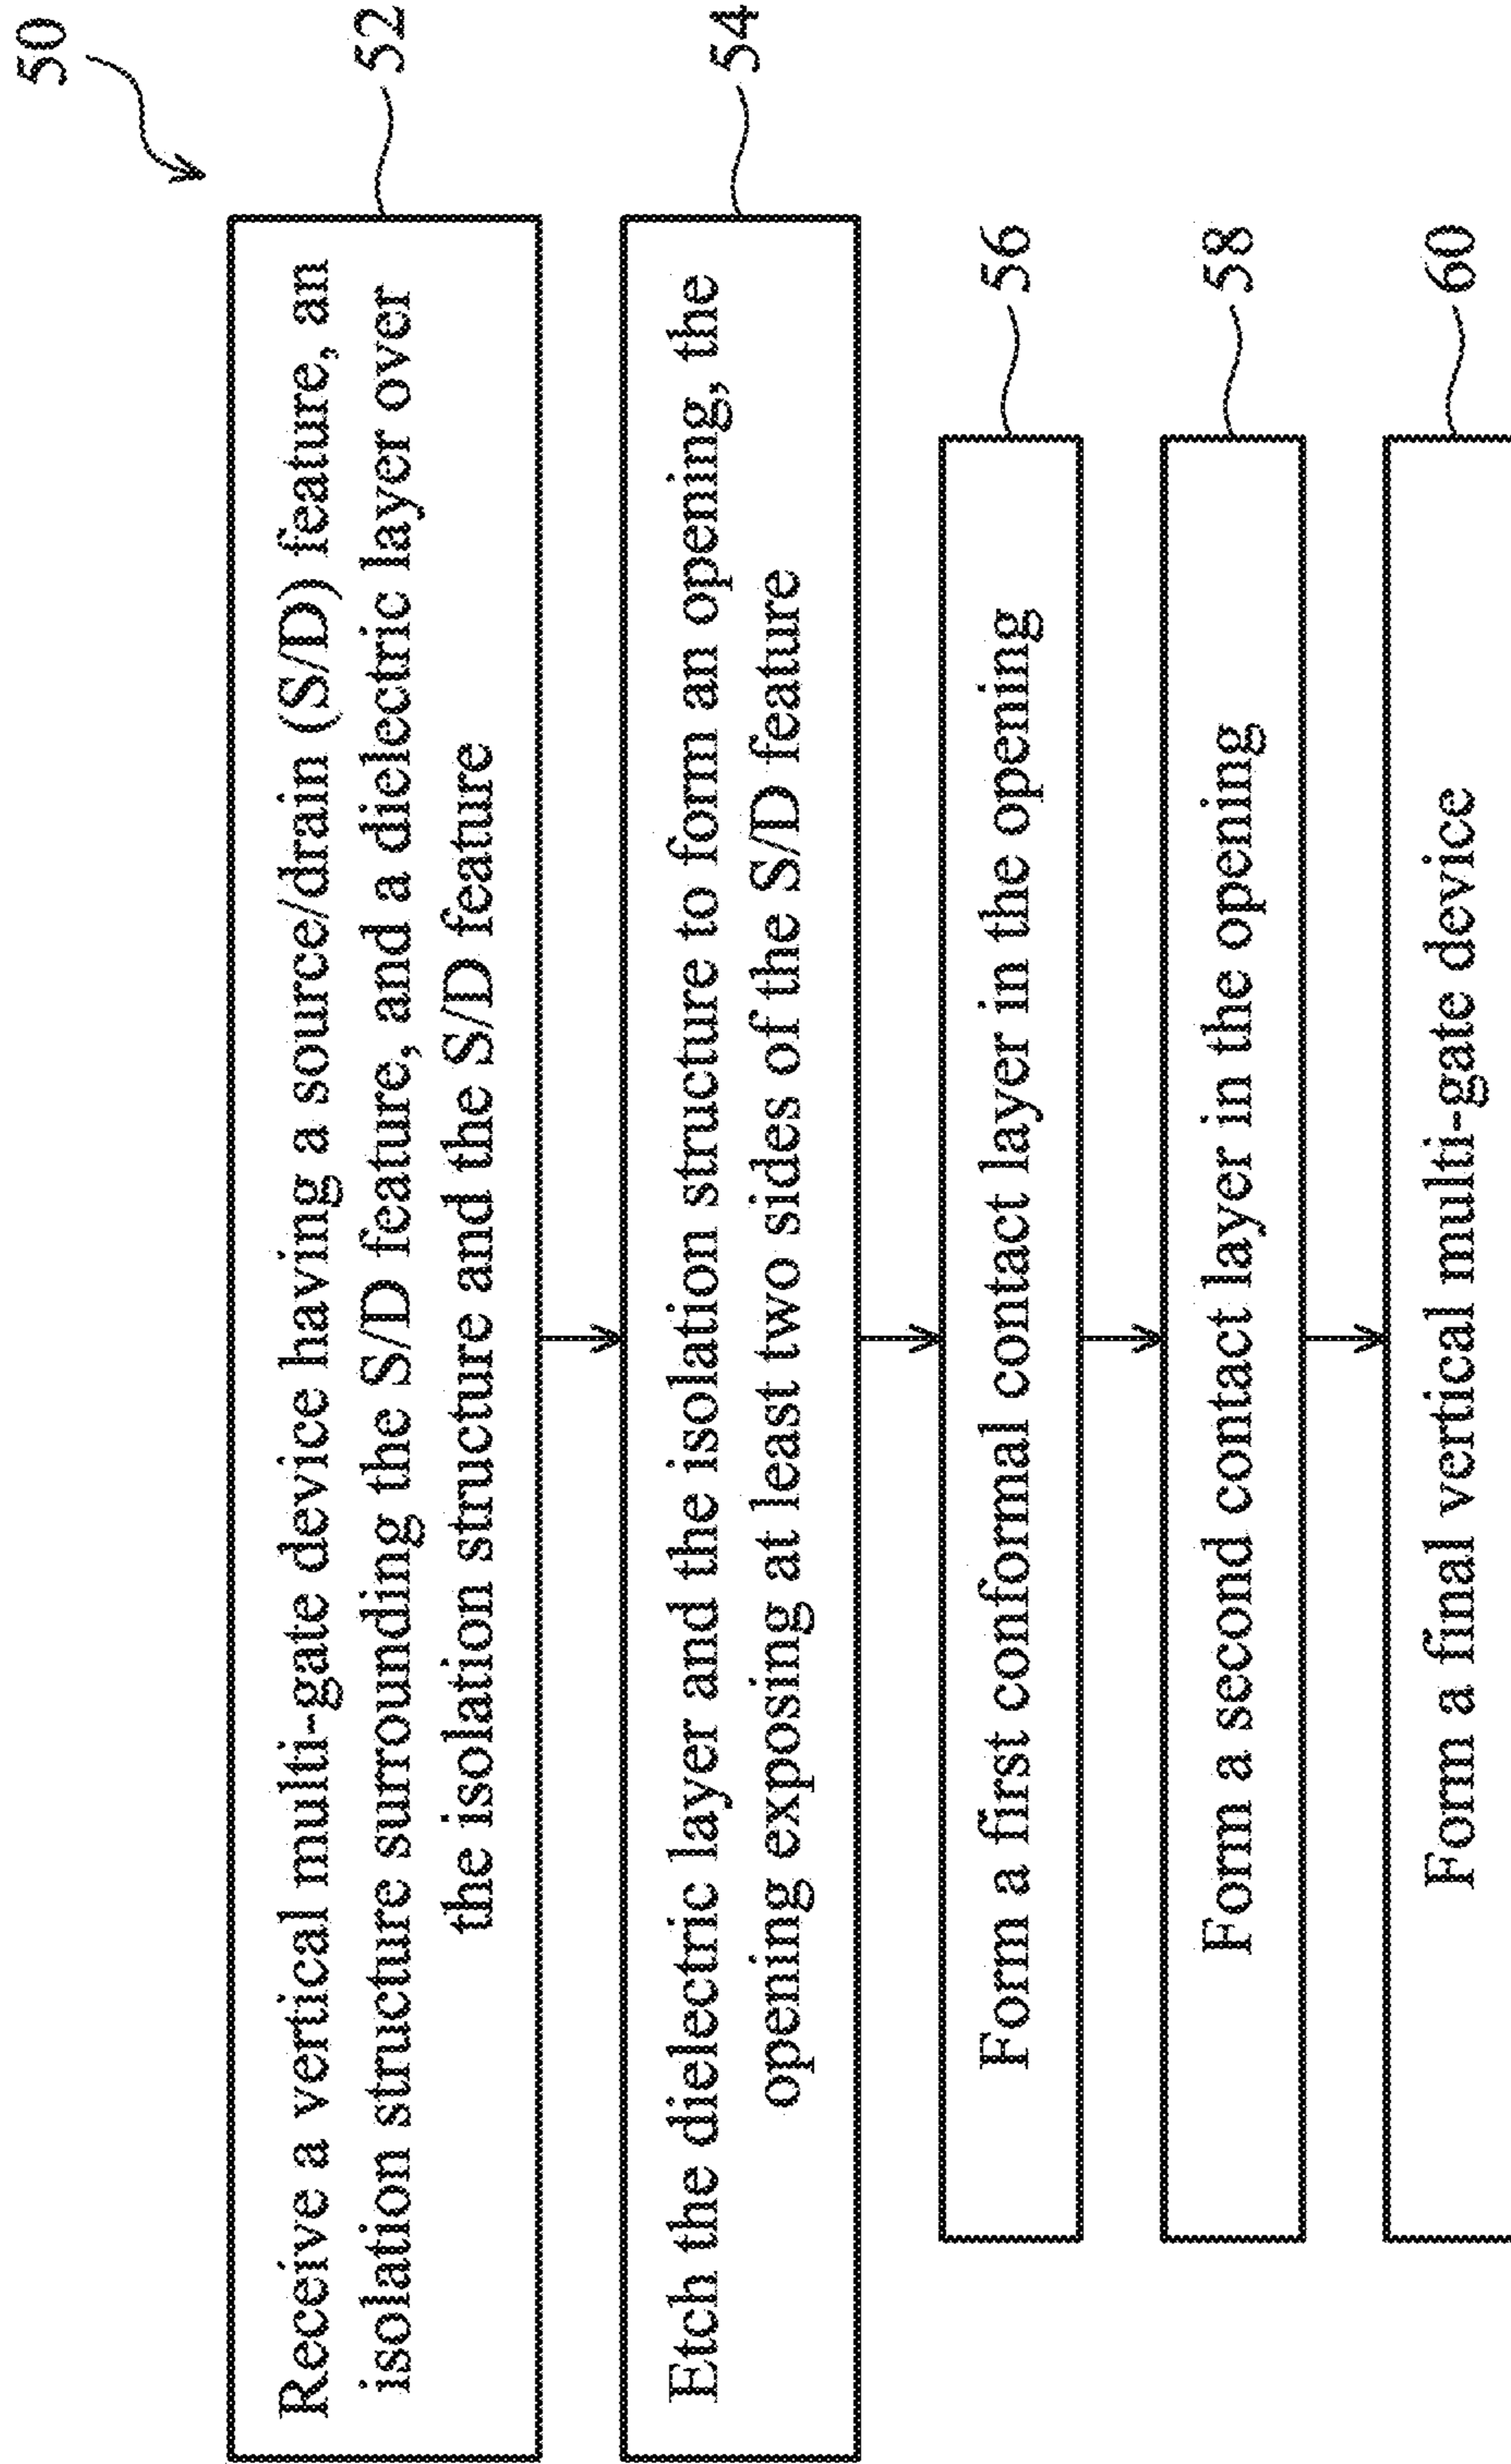 50
Receive a vertical multi-gate device having a source/drain (S/D) feature, an
isolation structure surrounding the S/D feature, and a dielectric layer over
the isolation structure and the S/D feature
52
Etch the dielectric layer and the isolation structure to form an opening, the
opening exposing at least two sides of the S/D feature
54
Form a first conformal contact layer in the opening
56
Form a second contact layer in the opening
58
Form a final vertical multi-gate device
60